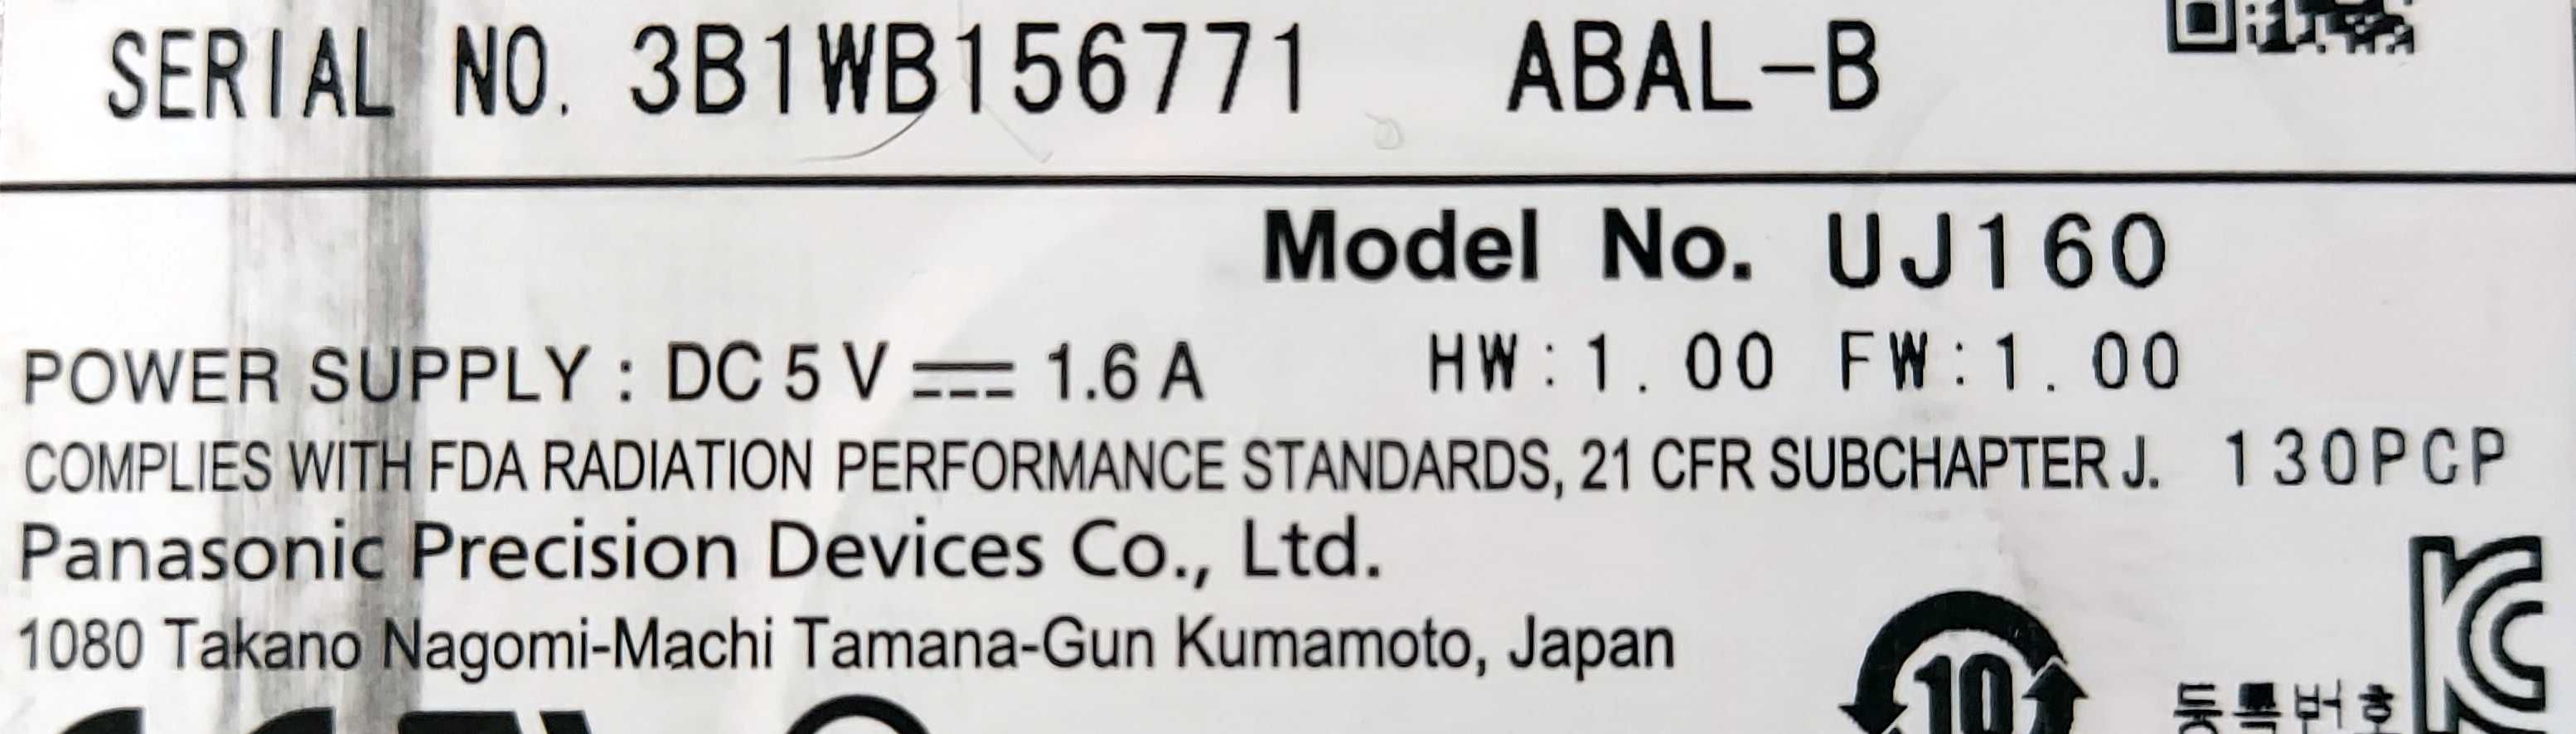 SERIAL NO. 3B1WB156771 ABAL-B
Model No. UJ160
POWER SUPPLY : DC 5 V ⎓ 1.6 A HW:1.00 FW:1.00
COMPLIES WITH FDA RADIATION PERFORMANCE STANDARDS, 21 CFR SUBCHAPTER J. 130PCP
Panasonic Precision Devices Co., Ltd.
1080 Takano Nagomi-Machi Tamana-Gun Kumamoto, Japan
10
등록번호
KC